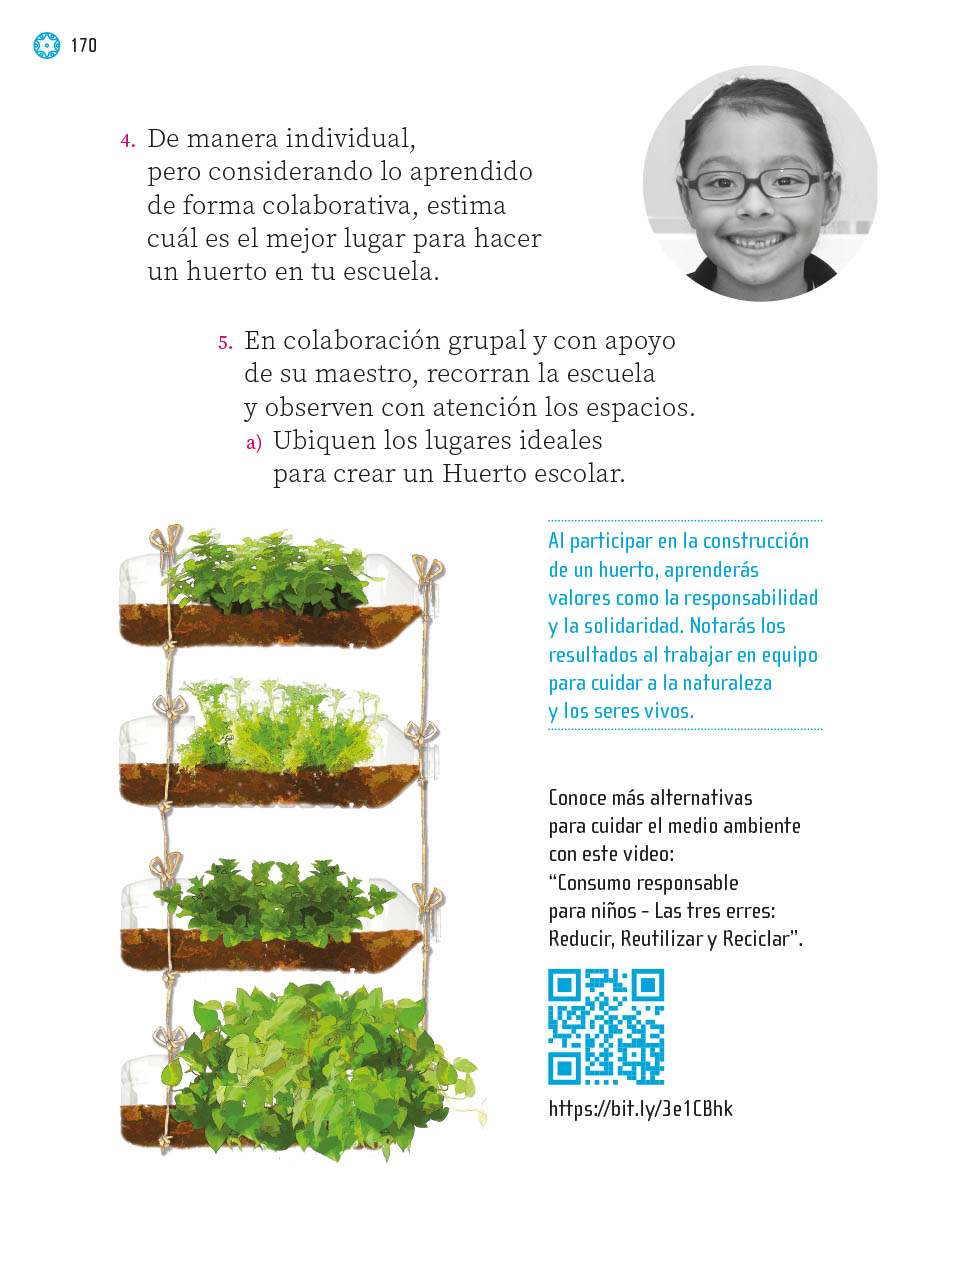 170
4. De manera individual,
pero considerando lo aprendido
de forma colaborativa, estima
cuál es el mejor lugar para hacer
un huerto en tu escuela.
5. En colaboración grupal y con apoyo
de su maestro, recorran la escuela
y observen con atención los espacios.
a) Ubiquen los lugares ideales
para crear un Huerto escolar.
Al participar en la construcción
de un huerto, aprenderás
valores como la responsabilidad
y la solidaridad. Notarás los
resultados al trabajar en equipo
para cuidar a la naturaleza
y los seres vivos.
Conoce más alternativas
para cuidar el medio ambiente
con este video:
“Consumo responsable
para niños - Las tres erres:
Reducir, Reutilizar y Reciclar”.
https://bit.ly/3e1CBhk